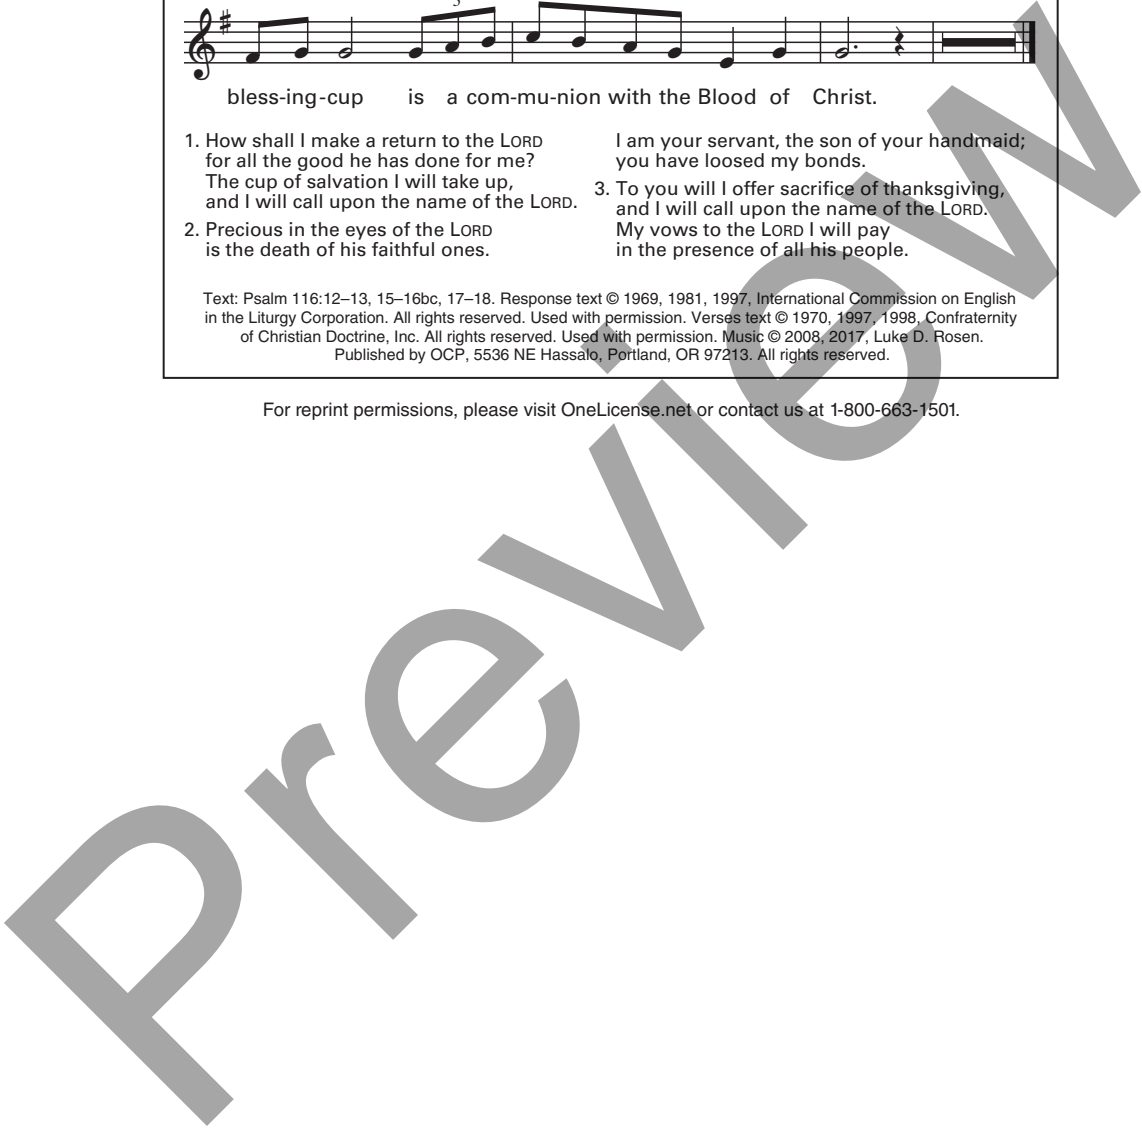 3
bless-ing-cup is a com-mu-nion with the Blood of Christ.
1. How shall I make a return to the LORD
for all the good he has done for me?
The cup of salvation I will take up,
and I will call upon the name of the LORD.
2. Precious in the eyes of the LORD
is the death of his faithful ones.
I am your servant, the son of your handmaid;
you have loosed my bonds.
3. To you will I offer sacrifice of thanksgiving,
and I will call upon the name of the LORD.
My vows to the LORD I will pay
in the presence of all his people.
Text: Psalm 116:12–13, 15–16bc, 17–18. Response text © 1969, 1981, 1997, International Commission on English
in the Liturgy Corporation. All rights reserved. Used with permission. Verses text © 1970, 1997, 1998, Confraternity
of Christian Doctrine, Inc. All rights reserved. Used with permission. Music © 2008, 2017, Luke D. Rosen.
Published by OCP, 5536 NE Hassalo, Portland, OR 97213. All rights reserved.
For reprint permissions, please visit OneLicense.net or contact us at 1-800-663-1501.
Preview